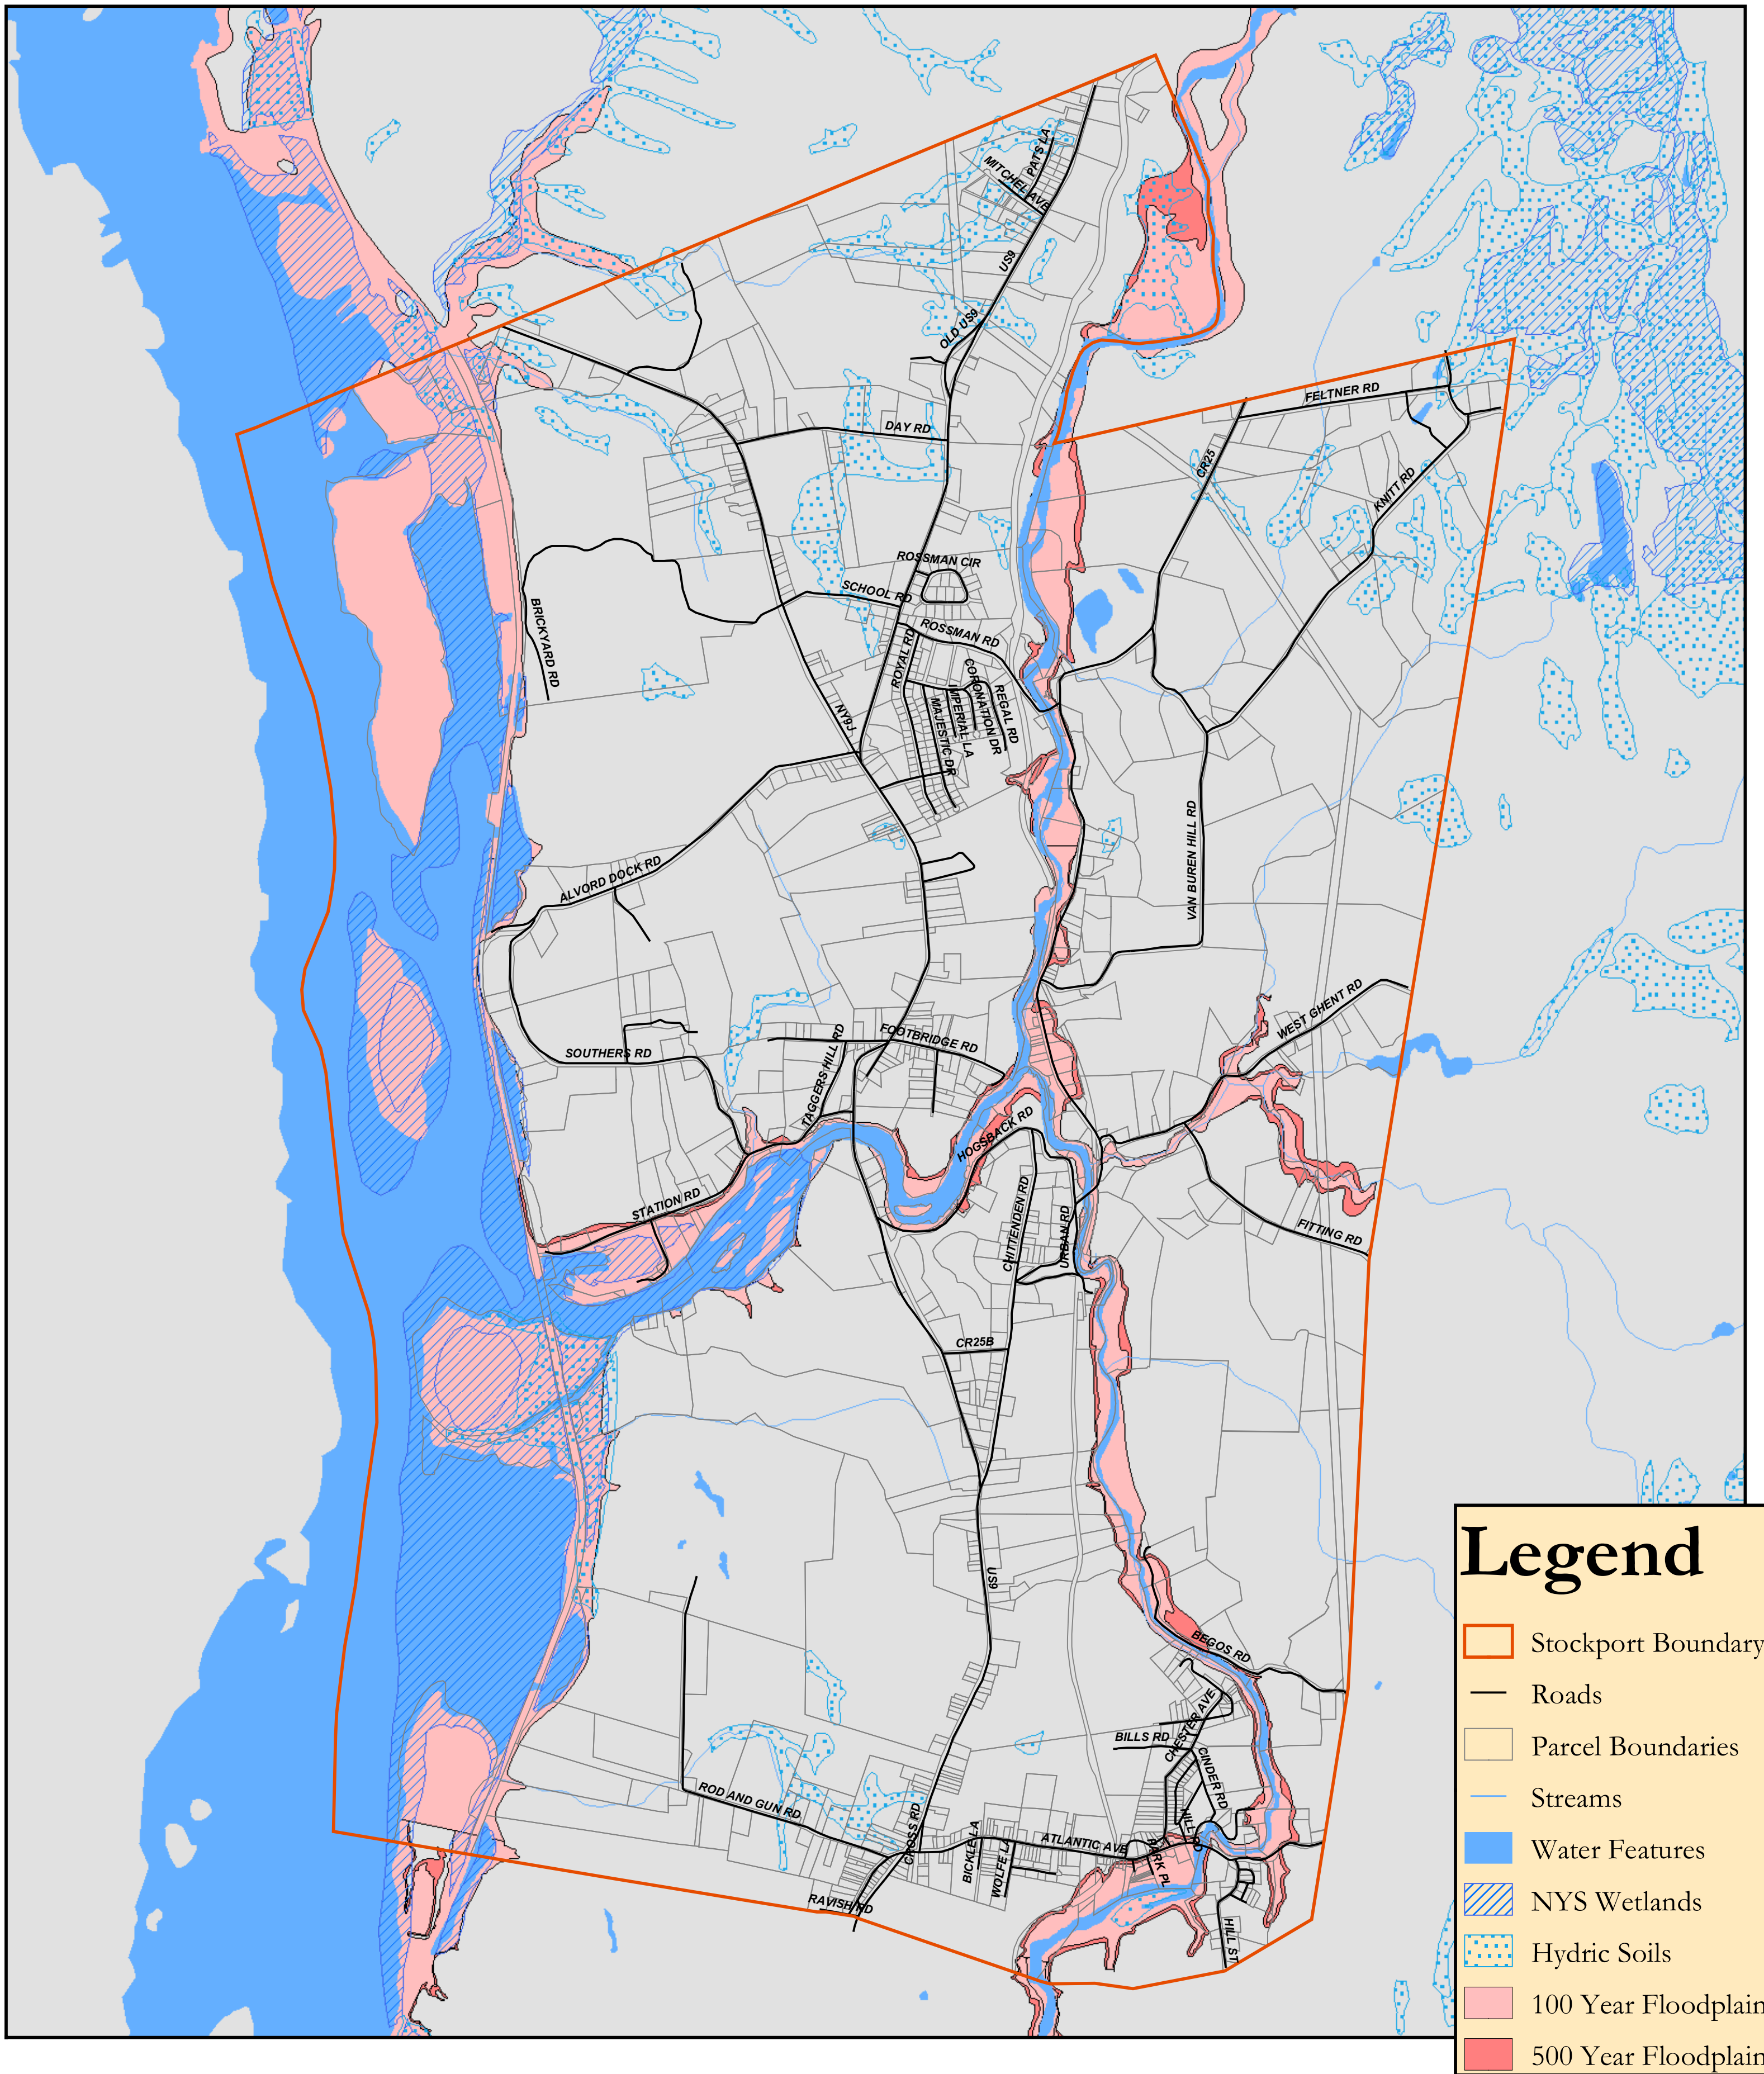 PATS LA
MITCHEL AVE
US9
OLD US9
FELTNER RD
DAY RD
CR25
KNITT RD
ROSSMAN CIR
SCHOOL RD
BRICKYARD RD
ROSSMAN RD
ROYAL RD
CORONATION DR
REGAL RD
IMPERIAL LA
MAJESTIC DR
NY9J
VAN BUREN HILL RD
ALVORD DOCK RD
WEST GHENT RD
FOOTBRIDGE RD
SOUTHERS RD
TAGGERS HILL RD
HOGSBACK RD
STATION RD
CHITTENDEN RD
URBAN RD
FITTING RD
CR25B
US9
BEGOS RD
CHESTER AVE
BILLS RD
CINDER RD
ROD AND GUN RD
CROSS RD
HILL RD
ATLANTIC AVE
BICKLE LA
WOLFE LA
PARK PL
RAVISH RD
HILL ST
Legend
Stockport Boundary
Roads
Parcel Boundaries
Streams
Water Features
NYS Wetlands
Hydric Soils
100 Year Floodplain
500 Year Floodplain